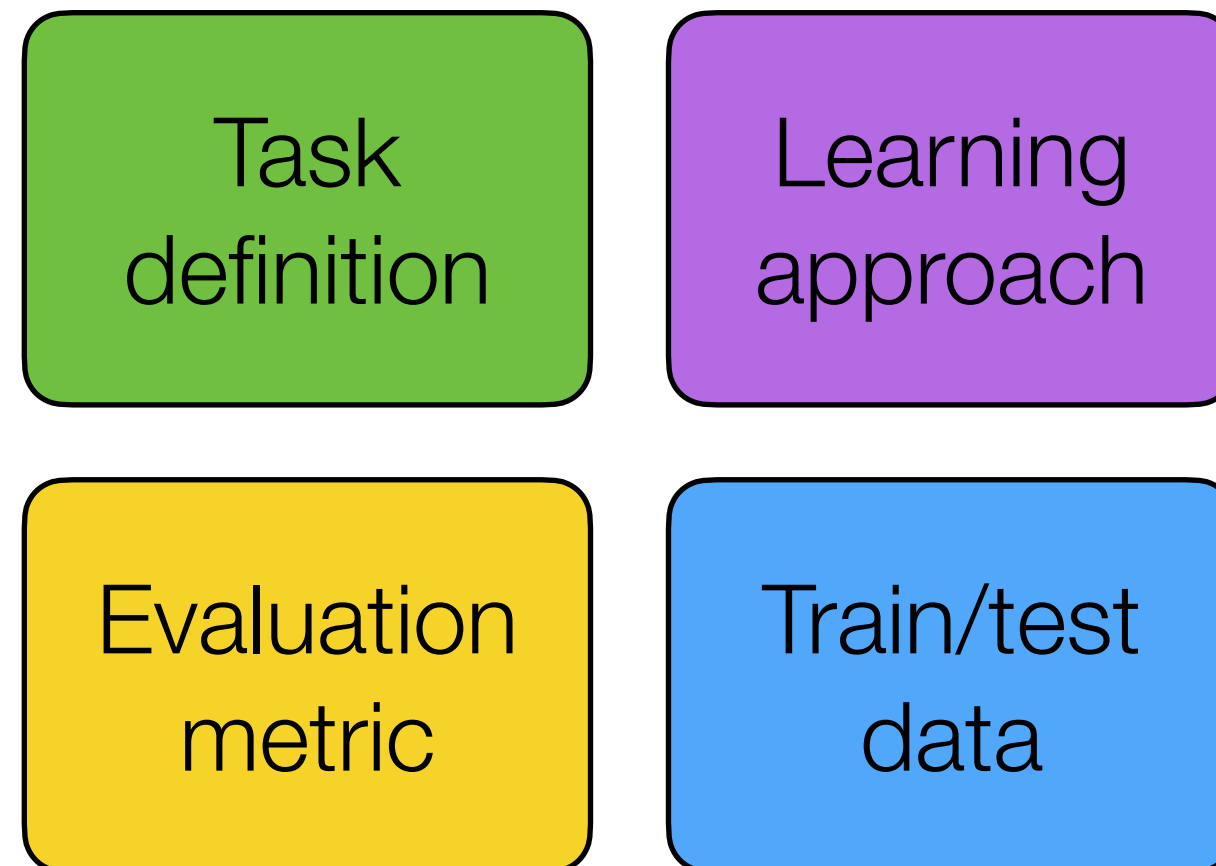 Task
definition
Learning
approach
Evaluation
metric
Train/test
data